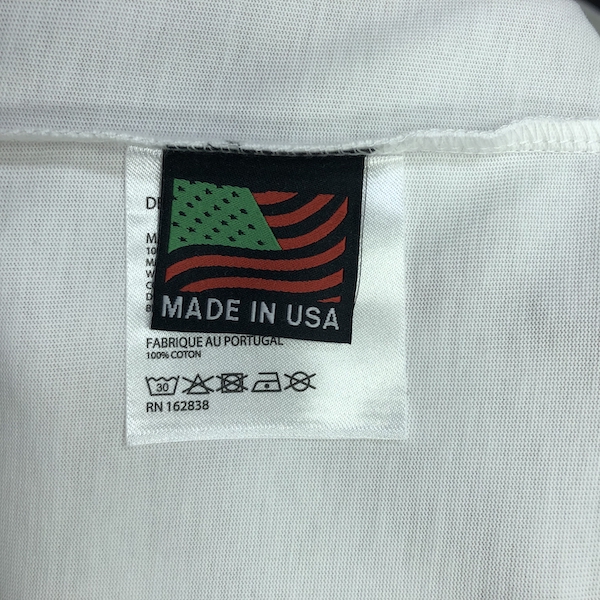 MADE IN USA
FABRIQUE AU PORTUGAL
100% COTON
30
RN 162838